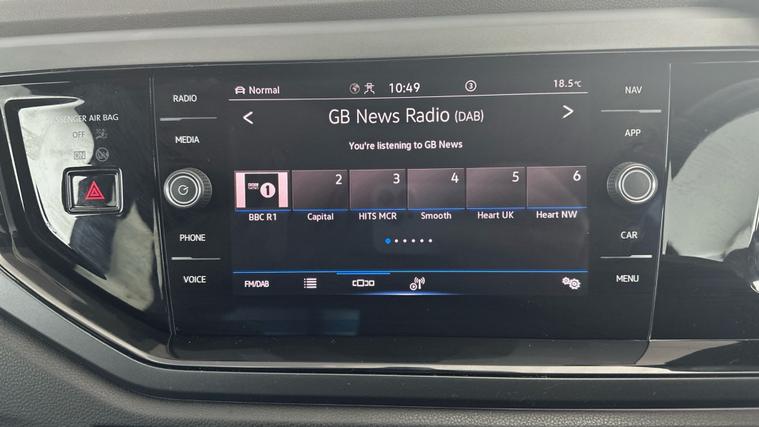 Normal
10:49
3
18.5°C
RADIO
MEDIA
PHONE
VOICE
NAV
APP
CAR
MENU
ASSENGER AIR BAG
OFF
ON
GB News Radio (DAB)
You're listening to GB News
1 2 3 4 5 6
BBC R1 Capital HITS MCR Smooth Heart UK Heart NW
FM/DAB